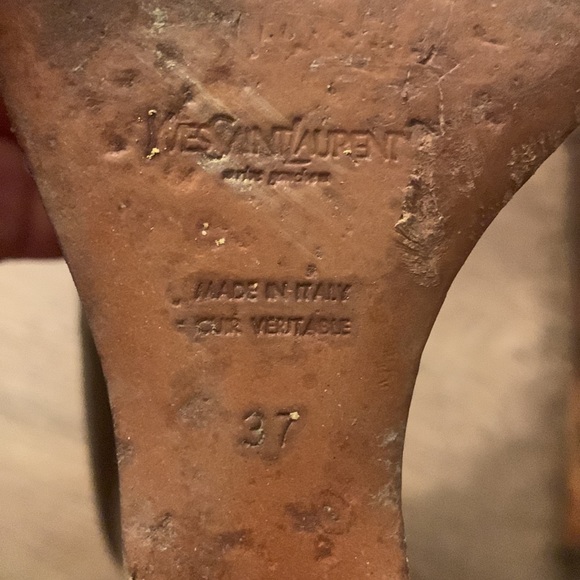 YVESSAINTLAURENT
rive gauche
MADE IN ITALY
CUIR VERITABLE
37